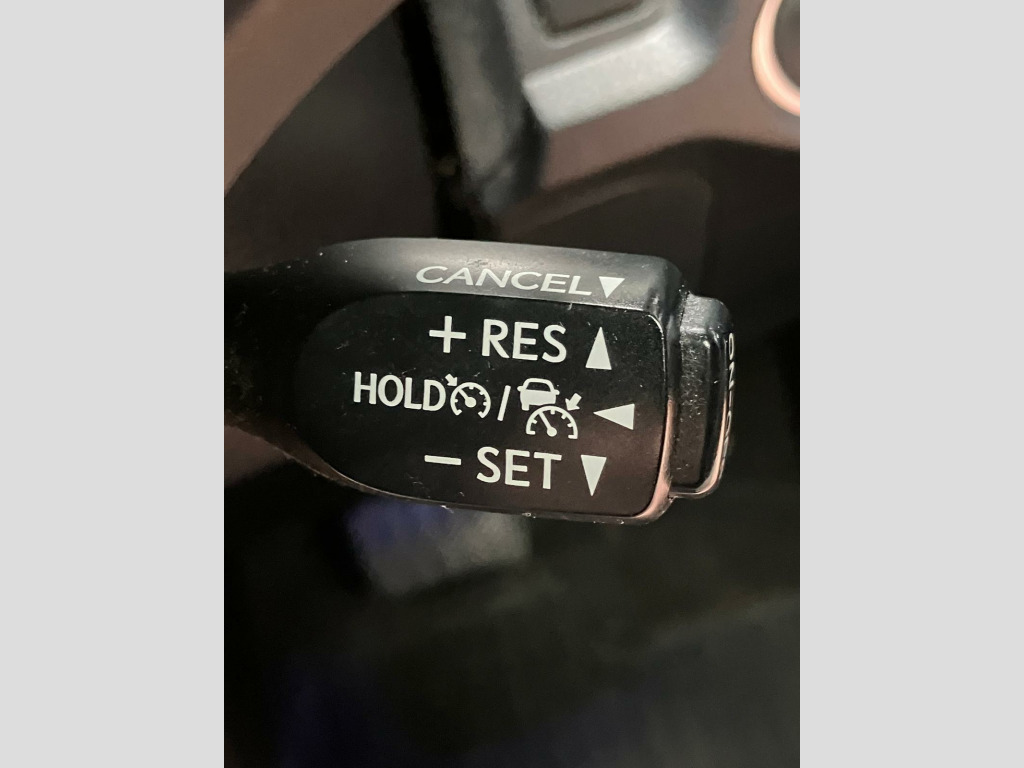 CANCEL▼
+ RES ▲
HOLD / ◀
− SET ▼